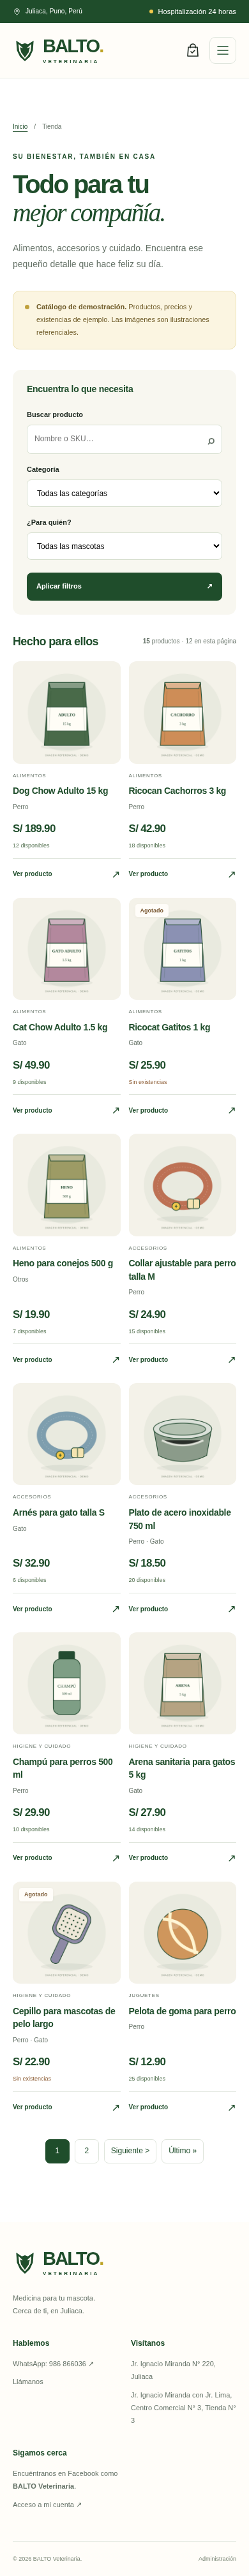 Juliaca, Puno, Perú
Hospitalización 24 horas
BALTO.
VETERINARIA
Inicio / Tienda
SU BIENESTAR, TAMBIÉN EN CASA
Todo para tu
mejor compañía.
Alimentos, accesorios y cuidado. Encuentra ese
pequeño detalle que hace feliz su día.
Catálogo de demostración. Productos, precios y
existencias de ejemplo. Las imágenes son ilustraciones
referenciales.
Encuentra lo que necesita
Buscar producto
Nombre o SKU…
Categoría
Todas las categorías
¿Para quién?
Todas las mascotas
Aplicar filtros ↗
Hecho para ellos
15 productos · 12 en esta página
ADULTO
15 kg
ALIMENTOS
Dog Chow Adulto 15 kg
Perro
S/ 189.90
12 disponibles
Ver producto ↗
CACHORRO
3 kg
ALIMENTOS
Ricocan Cachorros 3 kg
Perro
S/ 42.90
18 disponibles
Ver producto ↗
GATO ADULTO
1.5 kg
ALIMENTOS
Cat Chow Adulto 1.5 kg
Gato
S/ 49.90
9 disponibles
Ver producto ↗
Agotado
GATITOS
1 kg
ALIMENTOS
Ricocat Gatitos 1 kg
Gato
S/ 25.90
Sin existencias
Ver producto ↗
HENO
500 g
ALIMENTOS
Heno para conejos 500 g
Otros
S/ 19.90
7 disponibles
Ver producto ↗
ACCESORIOS
Collar ajustable para perro
talla M
Perro
S/ 24.90
15 disponibles
Ver producto ↗
ACCESORIOS
Arnés para gato talla S
Gato
S/ 32.90
6 disponibles
Ver producto ↗
ACCESORIOS
Plato de acero inoxidable
750 ml
Perro · Gato
S/ 18.50
20 disponibles
Ver producto ↗
CHAMPÚ
500 ml
HIGIENE Y CUIDADO
Champú para perros 500
ml
Perro
S/ 29.90
10 disponibles
Ver producto ↗
ARENA
5 kg
HIGIENE Y CUIDADO
Arena sanitaria para gatos
5 kg
Gato
S/ 27.90
14 disponibles
Ver producto ↗
Agotado
HIGIENE Y CUIDADO
Cepillo para mascotas de
pelo largo
Perro · Gato
S/ 22.90
Sin existencias
Ver producto ↗
JUGUETES
Pelota de goma para perro
Perro
S/ 12.90
25 disponibles
Ver producto ↗
1 2 Siguiente > Último »
BALTO.
VETERINARIA
Medicina para tu mascota.
Cerca de ti, en Juliaca.
Hablemos
WhatsApp: 986 866036 ↗
Llámanos
Visítanos
Jr. Ignacio Miranda N° 220,
Juliaca
Jr. Ignacio Miranda con Jr. Lima,
Centro Comercial N° 3, Tienda N°
3
Sigamos cerca
Encuéntranos en Facebook como
BALTO Veterinaria.
Acceso a mi cuenta ↗
© 2026 BALTO Veterinaria.
Administración